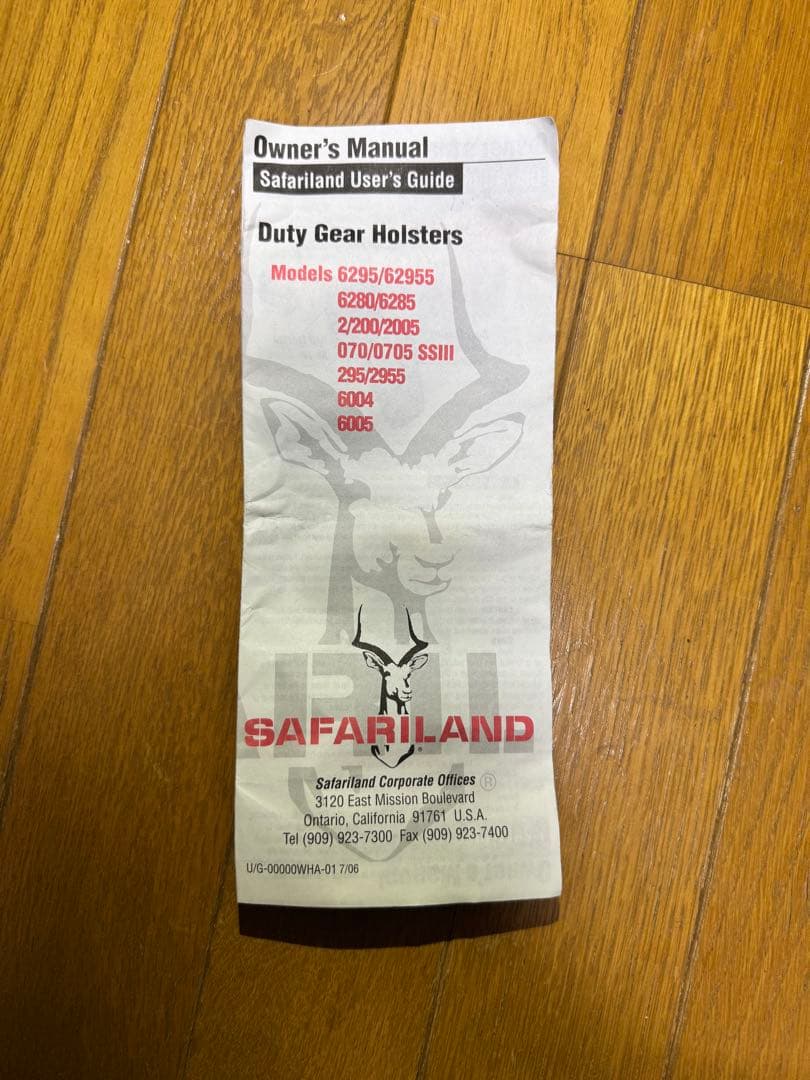 Owner's Manual
Safariland User's Guide
Duty Gear Holsters
Models 6295/62955
6280/6285
2/200/2005
070/0705 SSIII
295/2955
6004
6005
SAFARILAND
®
Safariland Corporate Offices ®
3120 East Mission Boulevard
Ontario, California 91761 U.S.A.
Tel (909) 923-7300 Fax (909) 923-7400
U/G-00000WHA-01 7/06